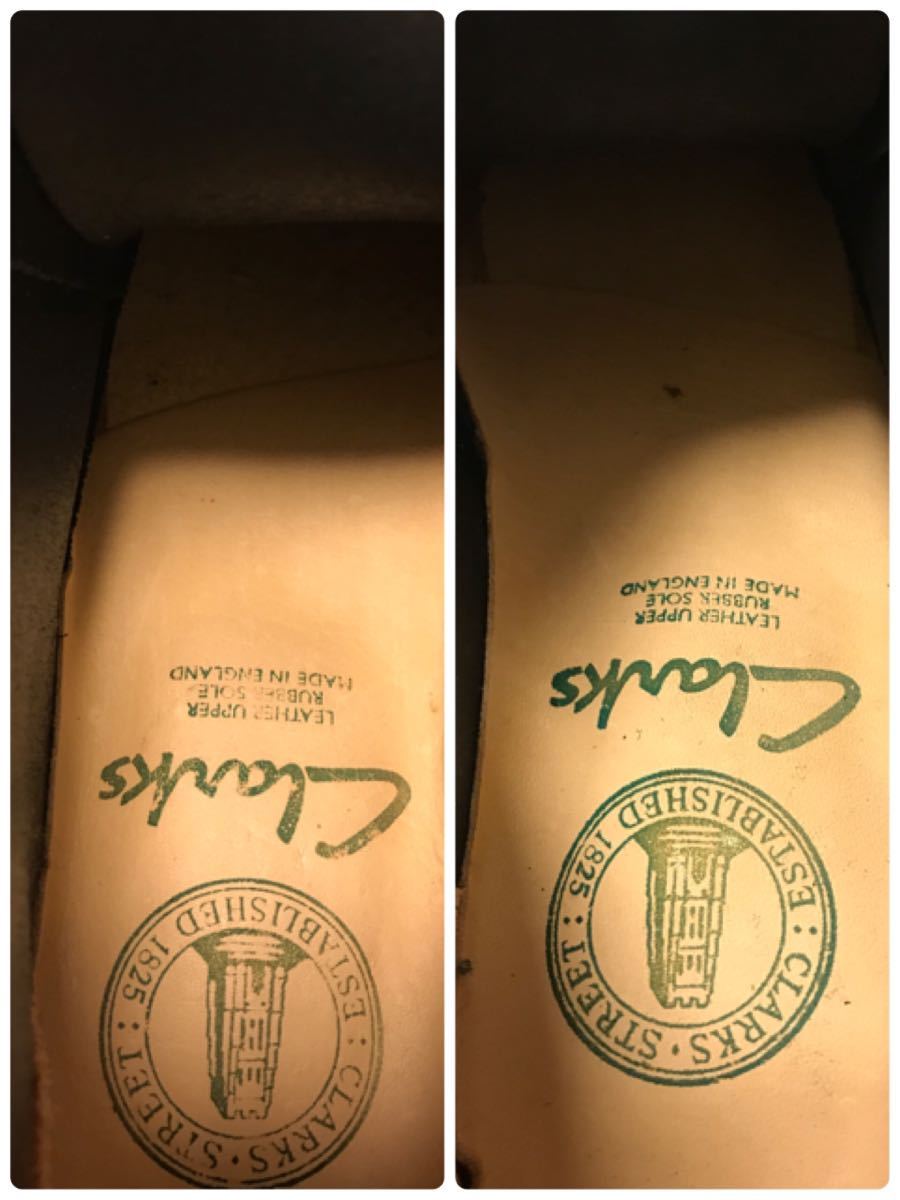 Clarks
LEATHER UPPER
RUBBER SOLE
MADE IN ENGLAND
CLARKS · STREET : ESTABLISHED 1825 :
Clarks
LEATHER UPPER
RUBBER SOLE
MADE IN ENGLAND
CLARKS · STREET : ESTABLISHED 1825 :